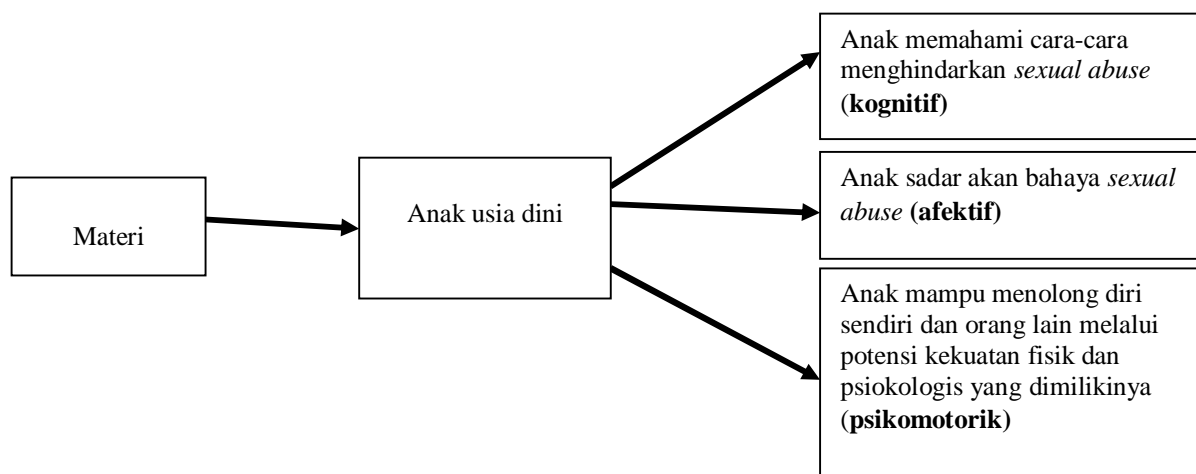 Materi
Anak usia dini
Anak memahami cara-cara
menghindarkan sexual abuse
(kognitif)
Anak sadar akan bahaya sexual
abuse (afektif)
Anak mampu menolong diri
sendiri dan orang lain melalui
potensi kekuatan fisik dan
psiokologis yang dimilikinya
(psikomotorik)